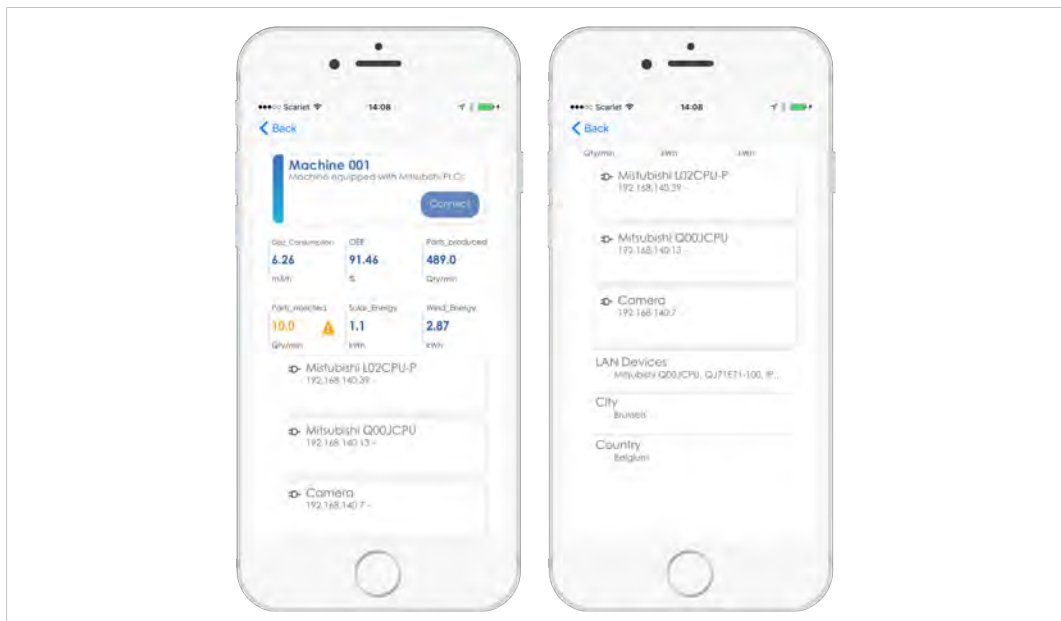 Scarlet
14:08
Back
Machine 001
Machine equipped with Mitsubishi PLCs
Connect
Gaz_Consumption
OEE
Parts_produced
6.26
91.46
489.0
m3/h
%
Qty/min
Parts_rejected
Solar_Energy
Wind_Energy
10.0
1.1
2.87
Qty/min
kWh
kWh
Mistubishi L02CPU-P
192.168.140.39 -
Mitsubishi Q00JCPU
192.168.140.13 -
Camera
192.168.140.7 -
Scarlet
14:08
Back
Qty/min
kWh
kWh
Mistubishi L02CPU-P
192.168.140.39 -
Mitsubishi Q00JCPU
192.168.140.13 -
Camera
192.168.140.7
LAN Devices
Mitsubishi Q00JCPU, QJ71E71-100, IP...
City
Country
Belgium